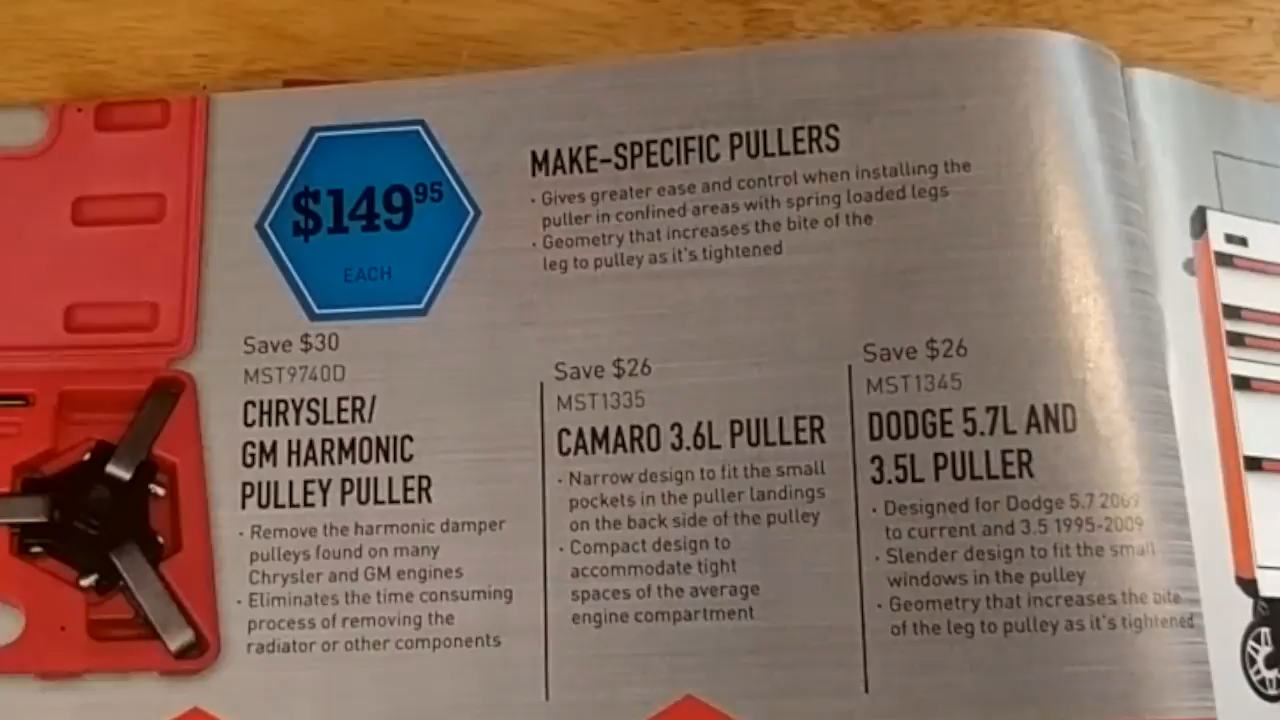 $149 95
EACH
MAKE-SPECIFIC PULLERS
· Gives greater ease and control when installing the
puller in confined areas with spring loaded legs
· Geometry that increases the bite of the
leg to pulley as it's tightened
Save $30
MST9740D
CHRYSLER/
GM HARMONIC
PULLEY PULLER
· Remove the harmonic damper
pulleys found on many
Chrysler and GM engines
· Eliminates the time consuming
process of removing the
radiator or other components
Save $26
MST1335
CAMARO 3.6L PULLER
· Narrow design to fit the small
pockets in the puller landings
on the back side of the pulley
· Compact design to
accommodate tight
spaces of the average
engine compartment
Save $26
MST1345
DODGE 5.7L AND
3.5L PULLER
· Designed for Dodge 5.7 2009
to current and 3.5 1995-2009
· Slender design to fit the small
windows in the pulley
· Geometry that increases the bite
of the leg to pulley as it's tightened